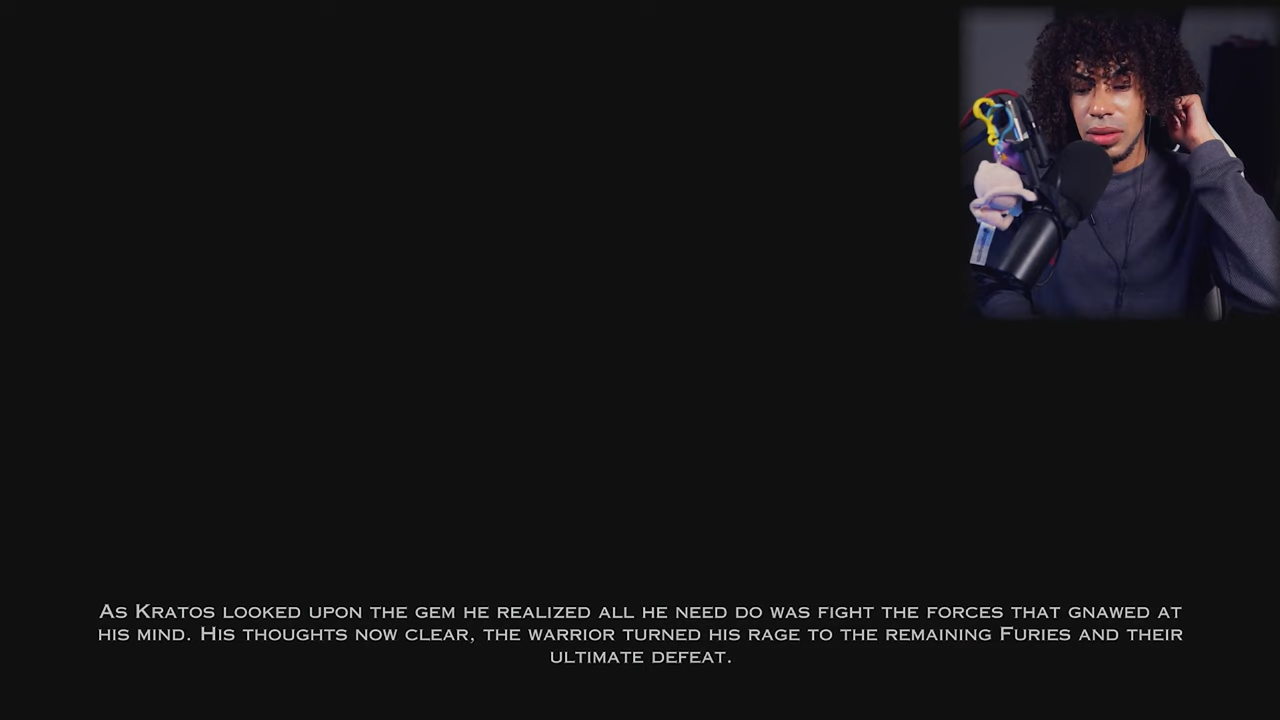 As Kratos looked upon the gem he realized all he need do was fight the forces that gnawed at
his mind. His thoughts now clear, the warrior turned his rage to the remaining Furies and their
ultimate defeat.